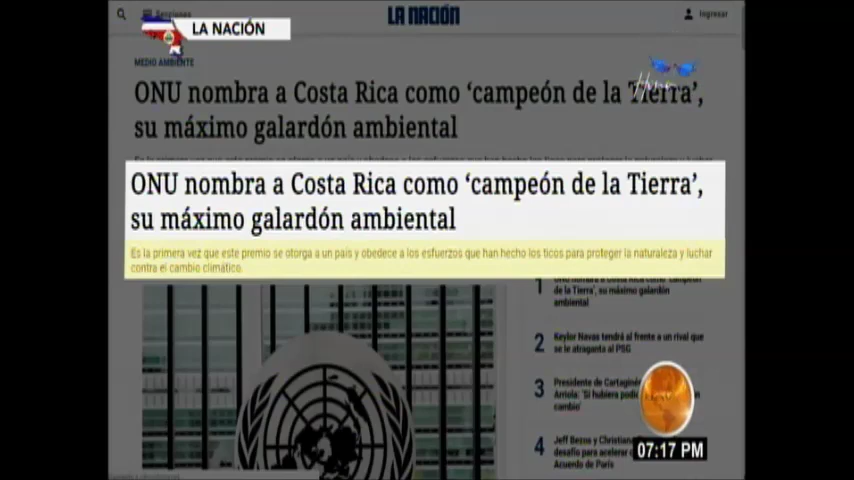 Secciones
LA NACIÓN
Ingresar
LA NACIÓN
MEDIO AMBIENTE
ONU nombra a Costa Rica como ‘campeón de la Tierra’,
su máximo galardón ambiental
ONU nombra a Costa Rica como ‘campeón de la Tierra’,
su máximo galardón ambiental
Es la primera vez que este premio se otorga a un país y obedece a los esfuerzos que han hecho los ticos para proteger la naturaleza y luchar
contra el cambio climático.
1 ONU nombra a Costa Rica como ‘campeón
de la Tierra’, su máximo galardón
ambiental
2 Keylor Navas tendrá al frente a un rival que
se le atraganta al PSG
3 Presidente de Cartaginés
Arriola: ‘Si hubiera
cambio’
4 Jeff Bezos y Christiana
desafío para acelerar
Acuerdo de París
07:17 PM